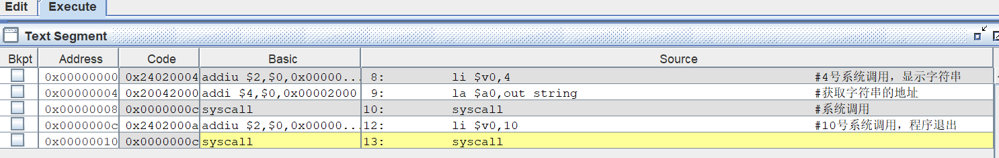 Edit Execute
Text Segment
Bkpt Address Code Basic Source
0x00000000 0x24020004 addiu $2,$0,0x00000... 8: li $v0,4 #4号系统调用，显示字符串
0x00000004 0x20042000 addi $4,$0,0x00002000 9: la $a0,out_string #获取字符串的地址
0x00000008 0x0000000c syscall 10: syscall #系统调用
0x0000000c 0x2402000a addiu $2,$0,0x00000... 12: li $v0,10 #10号系统调用，程序退出
0x00000010 0x0000000c syscall 13: syscall